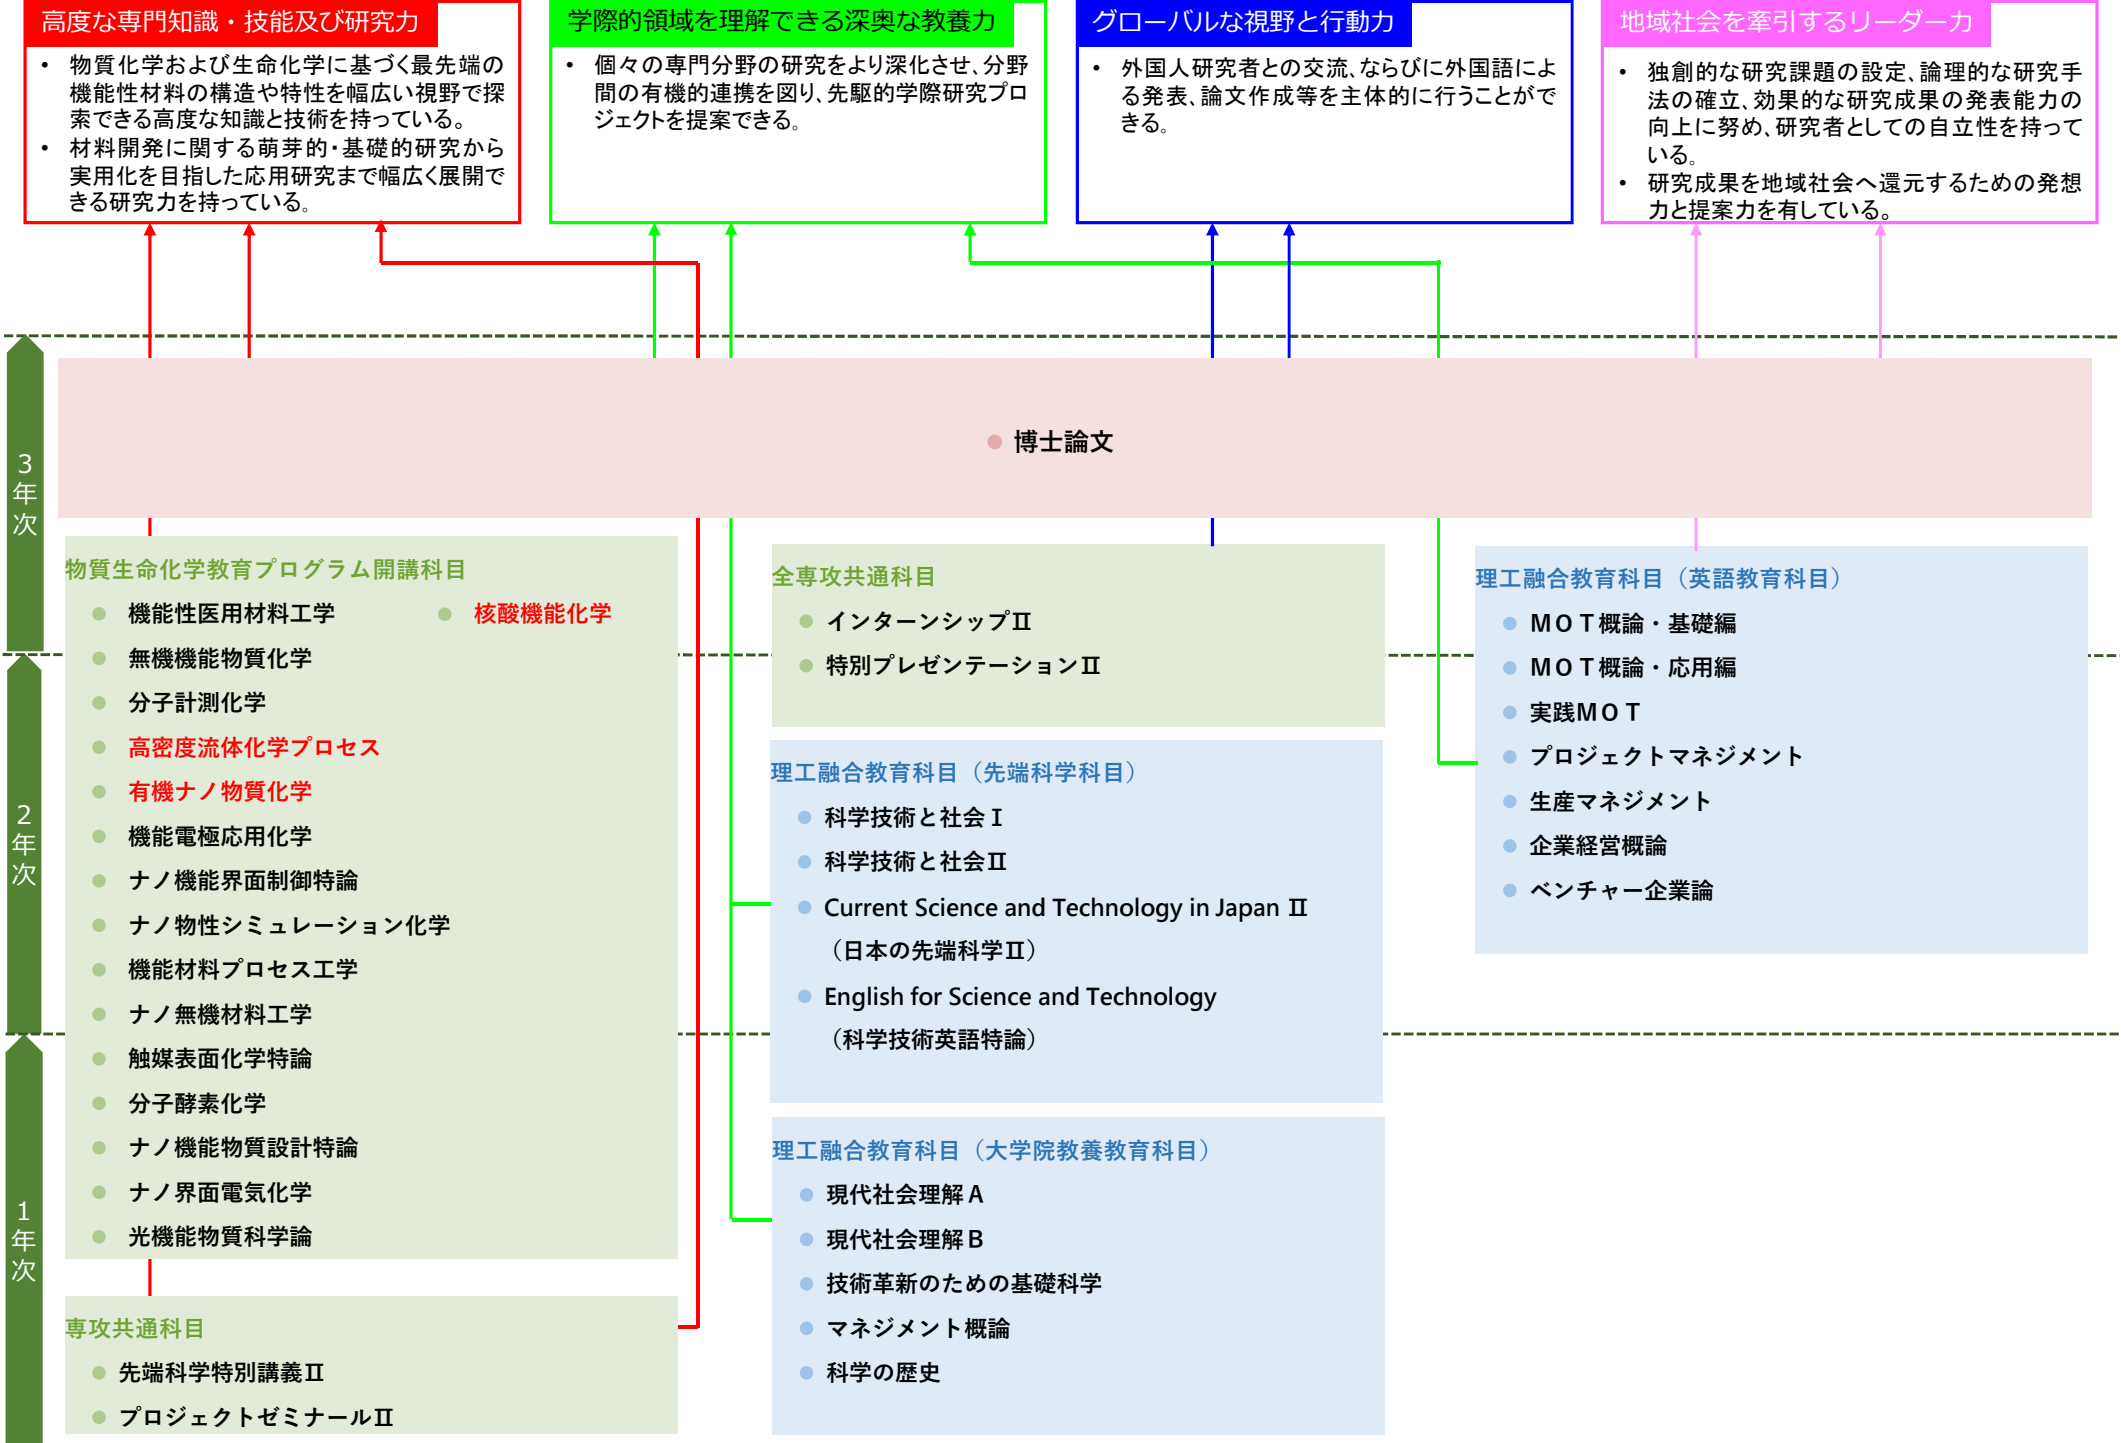 高度な専門知識・技能及び研究力
• 物質化学および生命化学に基づく最先端の
機能性材料の構造や特性を幅広い視野で探
索できる高度な知識と技術を持っている。
• 材料開発に関する萌芽的・基礎的研究から
実用化を目指した応用研究まで幅広く展開で
きる研究力を持っている。
学際的領域を理解できる深奥な教養力
• 個々の専門分野の研究をより深化させ、分野
間の有機的連携を図り、先駆的学際研究プロ
ジェクトを提案できる。
グローバルな視野と行動力
• 外国人研究者との交流、ならびに外国語によ
る発表、論文作成等を主体的に行うことがで
きる。
地域社会を牽引するリーダー力
• 独創的な研究課題の設定、論理的な研究手
法の確立、効果的な研究成果の発表能力の
向上に努め、研究者としての自立性を持って
いる。
• 研究成果を地域社会へ還元するための発想
力と提案力を有している。
3年次
2年次
1年次
博士論文
物質生命化学教育プログラム開講科目
機能性医用材料工学
核酸機能化学
無機機能物質化学
分子計測化学
高密度流体化学プロセス
有機ナノ物質化学
機能電極応用化学
ナノ機能界面制御特論
ナノ物性シミュレーション化学
機能材料プロセス工学
ナノ無機材料工学
触媒表面化学特論
分子酵素化学
ナノ機能物質設計特論
ナノ界面電気化学
光機能物質科学論
専攻共通科目
先端科学特別講義Ⅱ
プロジェクトゼミナールⅡ
全専攻共通科目
インターンシップⅡ
特別プレゼンテーションⅡ
理工融合教育科目（先端科学科目）
科学技術と社会Ⅰ
科学技術と社会Ⅱ
Current Science and Technology in Japan Ⅱ
（日本の先端科学Ⅱ）
English for Science and Technology
（科学技術英語特論）
理工融合教育科目（大学院教養教育科目）
現代社会理解Ａ
現代社会理解Ｂ
技術革新のための基礎科学
マネジメント概論
科学の歴史
理工融合教育科目（英語教育科目）
ＭＯＴ概論・基礎編
ＭＯＴ概論・応用編
実践ＭＯＴ
プロジェクトマネジメント
生産マネジメント
企業経営概論
ベンチャー企業論